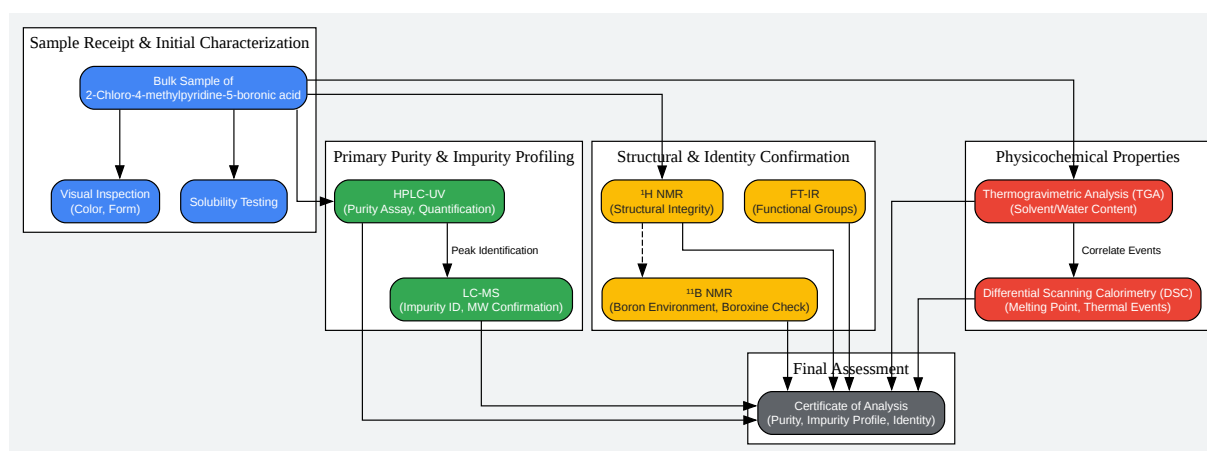 Sample Receipt & Initial Characterization
Bulk Sample of
2-Chloro-4-methylpyridine-5-boronic acid
Visual Inspection
(Color, Form)
Solubility Testing
Primary Purity & Impurity Profiling
HPLC-UV
(Purity Assay, Quantification)
Peak Identification
LC-MS
(Impurity ID, MW Confirmation)
Structural & Identity Confirmation
¹H NMR
(Structural Integrity)
FT-IR
(Functional Groups)
¹¹B NMR
(Boron Environment, Boroxine Check)
Physicochemical Properties
Thermogravimetric Analysis (TGA)
(Solvent/Water Content)
Correlate Events
Differential Scanning Calorimetry (DSC)
(Melting Point, Thermal Events)
Final Assessment
Certificate of Analysis
(Purity, Impurity Profile, Identity)